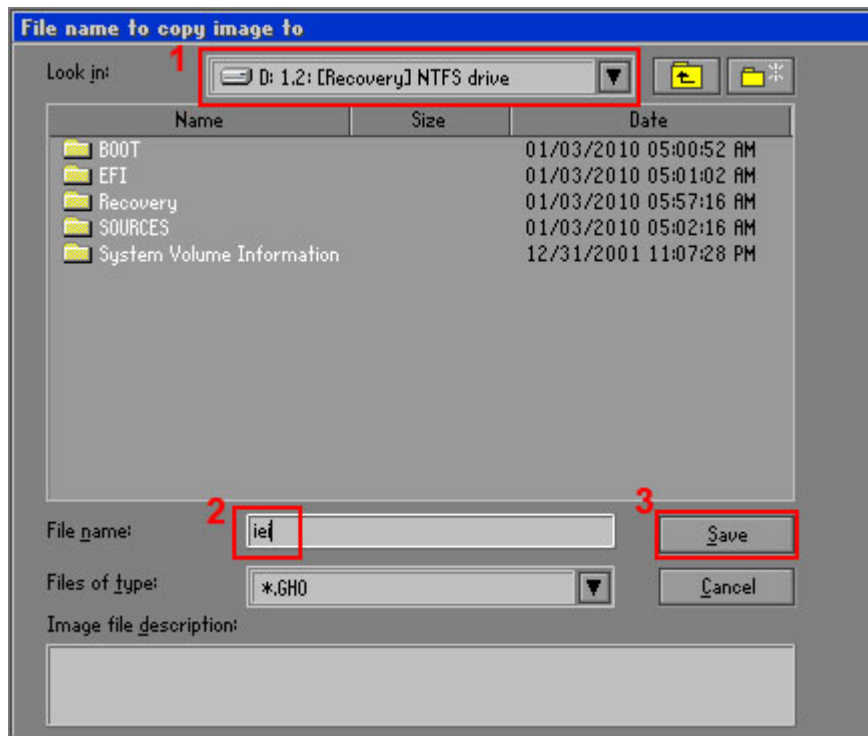 File name to copy image to
Look in: 1 D: 1.2: [Recovery] NTFS drive
Name Size Date
BOOT 01/03/2010 05:00:52 AM
EFI 01/03/2010 05:01:02 AM
Recovery 01/03/2010 05:57:16 AM
SOURCES 01/03/2010 05:02:16 AM
System Volume Information 12/31/2001 11:07:28 PM
File name: 2 iei 3 Save
Files of type: *.GHO Cancel
Image file description: